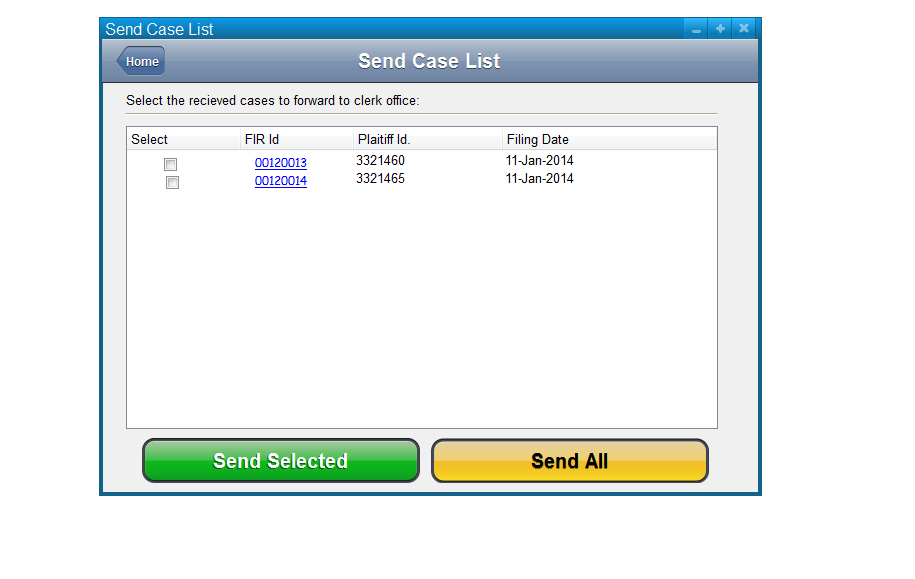 Send Case List
Home
Send Case List
Select the recieved cases to forward to clerk office:
Select FIR Id Plaitiff Id. Filing Date
00120013 3321460 11-Jan-2014
00120014 3321465 11-Jan-2014
Send Selected Send All